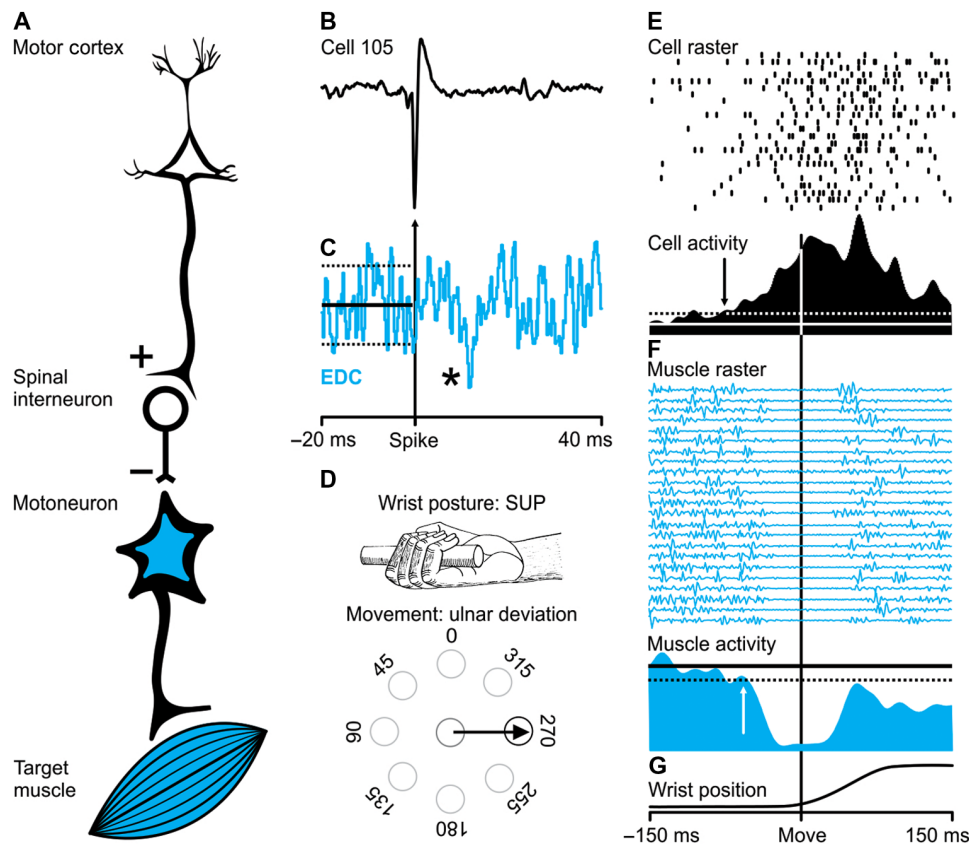 A
Motor cortex
+
Spinal
interneuron
–
Motoneuron
Target
muscle
B
Cell 105
C
EDC
*
–20 ms
Spike
40 ms
D
Wrist posture: SUP
Movement: ulnar deviation
0
45
315
90
270
135
255
180
E
Cell raster
Cell activity
F
Muscle raster
Muscle activity
G
Wrist position
–150 ms
Move
150 ms